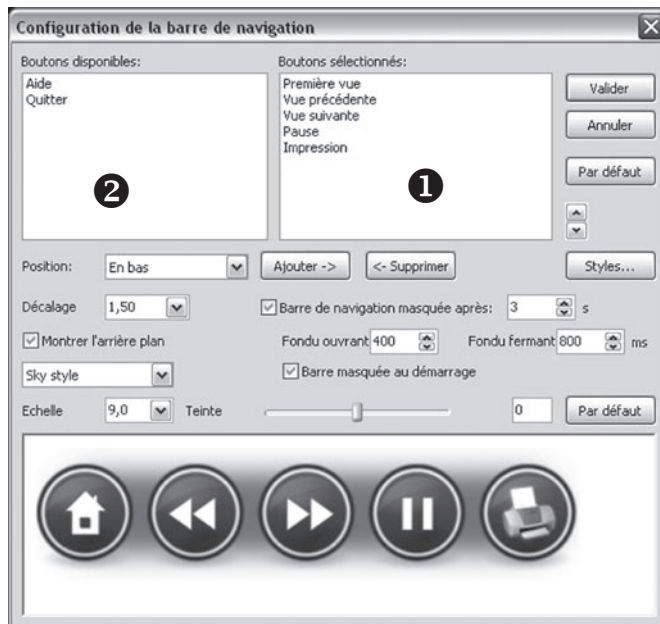 Configuration de la barre de navigation
Boutons disponibles:
Boutons sélectionnés:
Aide
Quitter
❷
Première vue
Vue précédente
Vue suivante
Pause
Impression
❶
Valider
Annuler
Par défaut
Position: En bas Ajouter -> <- Supprimer Styles...
Décalage 1,50 Barre de navigation masquée après: 3 s
Montrer l'arrière plan Fondu ouvrant 400 Fondu fermant 800 ms
Sky style Barre masquée au démarrage
Echelle 9,0 Teinte 0 Par défaut